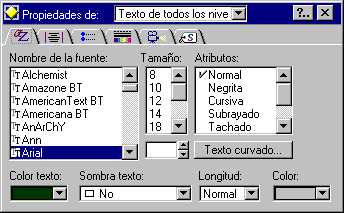 Propiedades de: Texto de todos los nive
?..
Nombre de la fuente: Tamaño: Atributos:
Alchemist 8 Normal
Amazone BT 10 Negrita
AmericanText BT 12 Cursiva
Americana BT 14 Subrayado
AnArChY 18 Tachado
Ann
Arial Texto curvado...
Color texto: Sombra texto: Longitud: Color:
No Normal